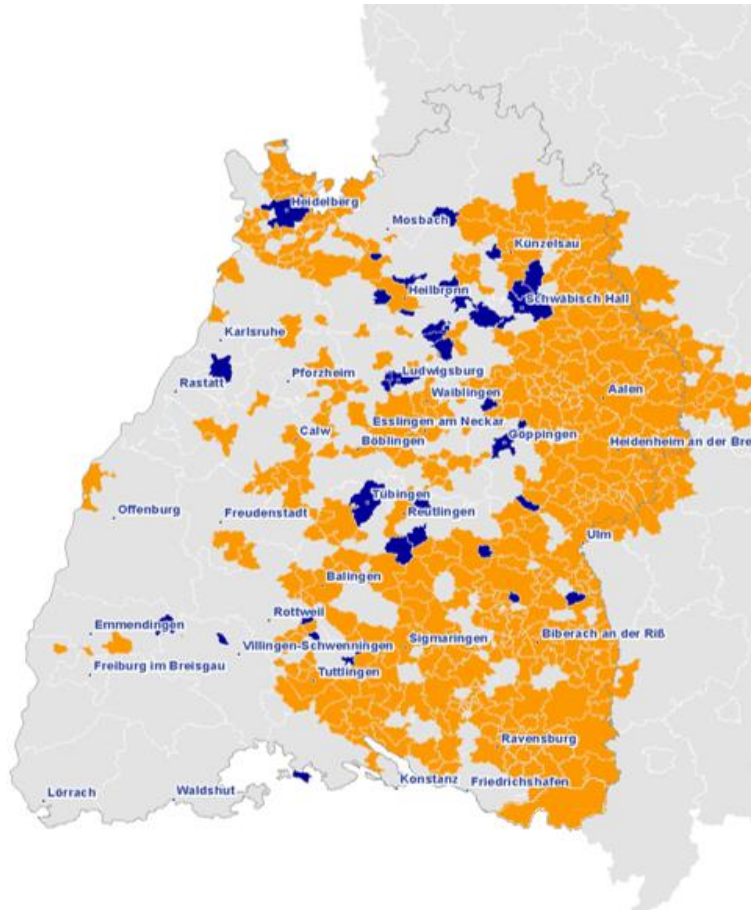 Heidelberg
Mosbach
Künzelsau
Heilbronn
Schwäbisch Hall
Karlsruhe
Ludwigsburg
Pforzheim
Rastatt
Waiblingen
Aalen
Esslingen am Neckar
Calw
Göppingen
Böblingen
Heidenheim an der Bre
Tübingen
Offenburg
Freudenstadt
Reutlingen
Ulm
Balingen
Rottweil
Emmendingen
Sigmaringen
Biberach an der Riß
Villingen-Schwenningen
Freiburg im Breisgau
Tuttlingen
Ravensburg
Konstanz
Friedrichshafen
Lörrach
Waldshut